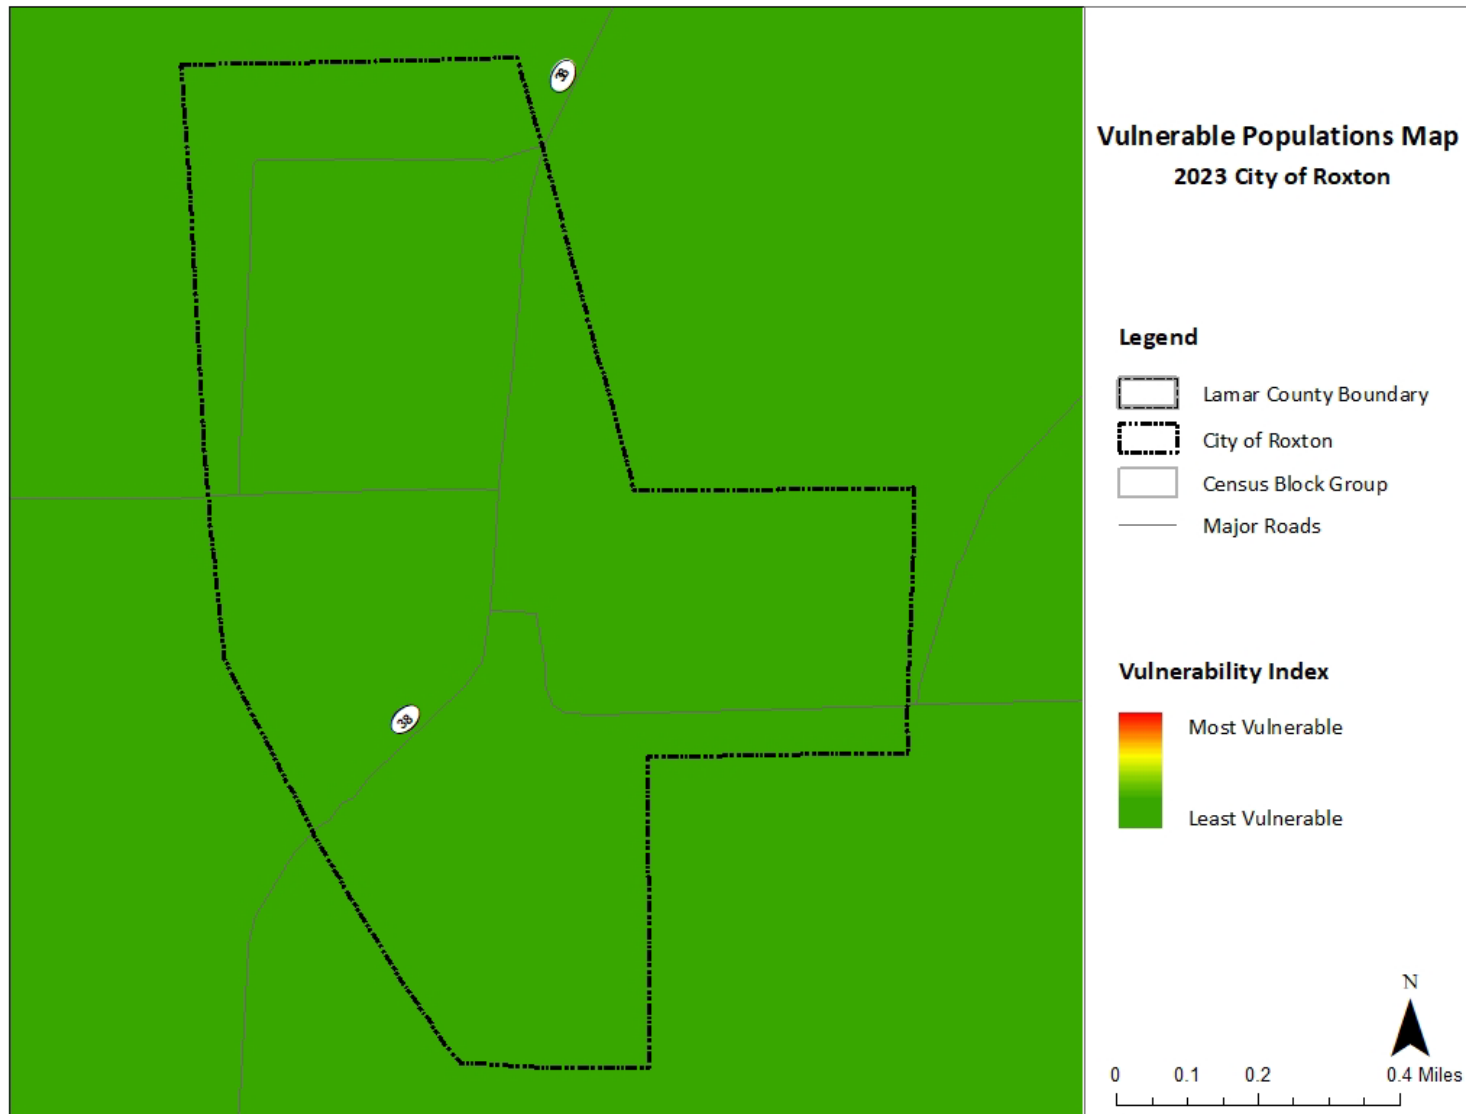 38
38
Vulnerable Populations Map
2023 City of Roxton
Legend
Lamar County Boundary
City of Roxton
Census Block Group
Major Roads
Vulnerability Index
Most Vulnerable
Least Vulnerable
N
0 0.1 0.2 0.4 Miles